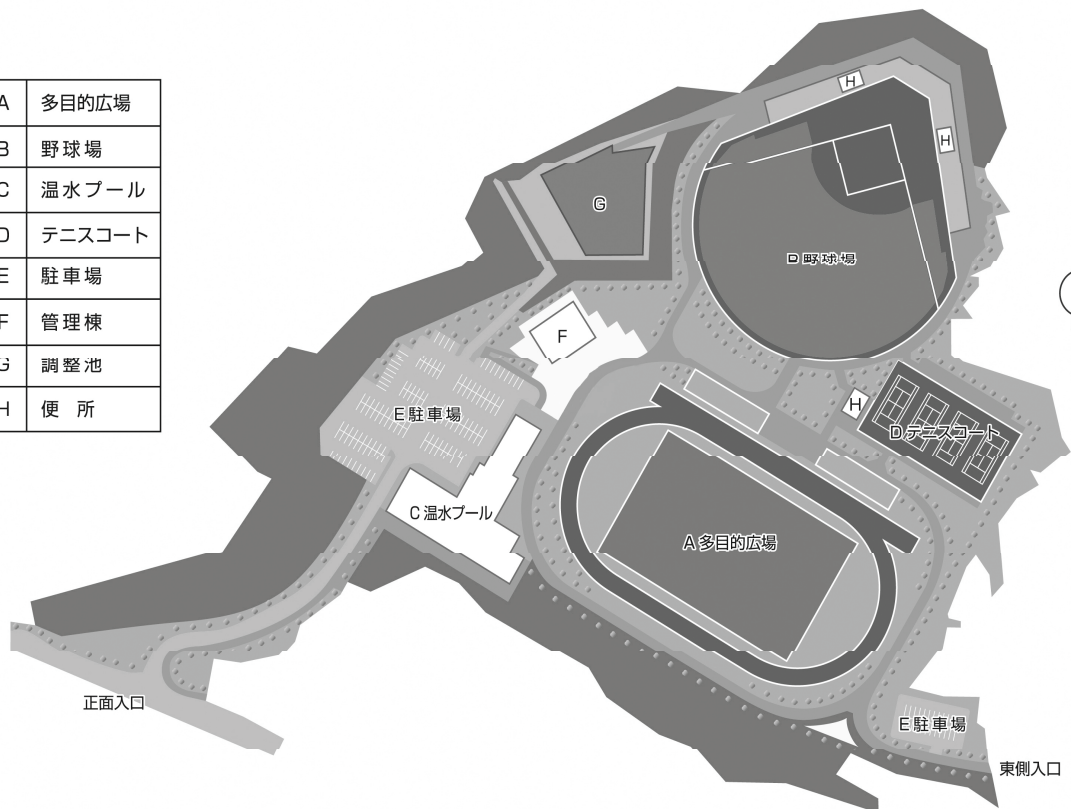 A 多目的広場
B 野球場
C 温水プール
D テニスコート
E 駐車場
F 管理棟
G 調整池
H 便 所
H
H
G
B 野球場
F
E 駐車場
H
D テニスコート
C 温水プール
A 多目的広場
正面入口
E 駐車場
東側入口